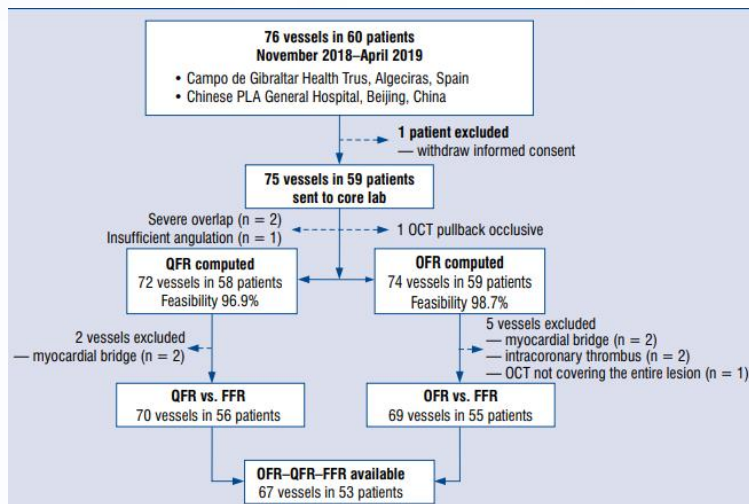 76 vessels in 60 patients
November 2018–April 2019
• Campo de Gibraltar Health Trus, Algeciras, Spain
• Chinese PLA General Hospital, Beijing, China
1 patient excluded
— withdraw informed consent
75 vessels in 59 patients
sent to core lab
Severe overlap (n = 2)
Insufficient angulation (n = 1)
1 OCT pullback occlusive
QFR computed
72 vessels in 58 patients
Feasibility 96.9%
OFR computed
74 vessels in 59 patients
Feasibility 98.7%
2 vessels excluded
— myocardial bridge (n = 2)
5 vessels excluded
— myocardial bridge (n = 2)
— intracoronary thrombus (n = 2)
— OCT not covering the entire lesion (n = 1)
QFR vs. FFR
70 vessels in 56 patients
OFR vs. FFR
69 vessels in 55 patients
OFR–QFR–FFR available
67 vessels in 53 patients